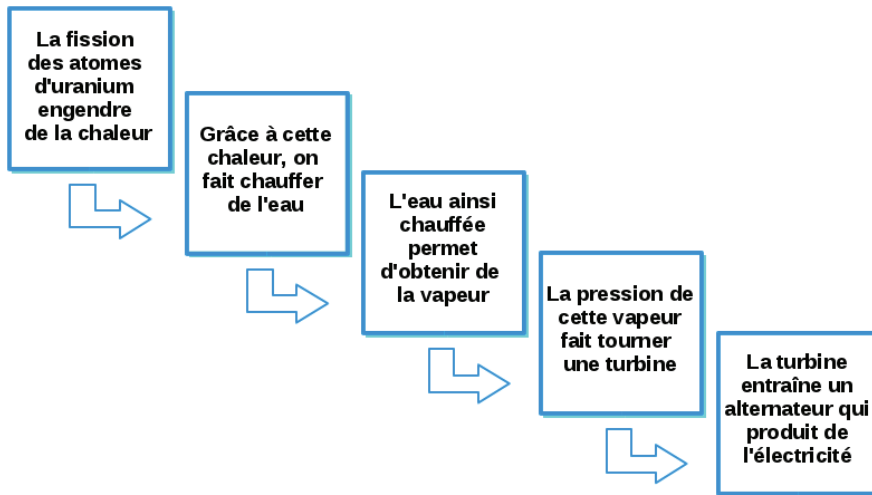 La fission
des atomes
d'uranium
engendre
de la chaleur
Grâce à cette
chaleur, on
fait chauffer
de l'eau
L'eau ainsi
chauffée
permet
d'obtenir de
la vapeur
La pression de
cette vapeur
fait tourner
une turbine
La turbine
entraîne un
alternateur qui
produit de
l'électricité